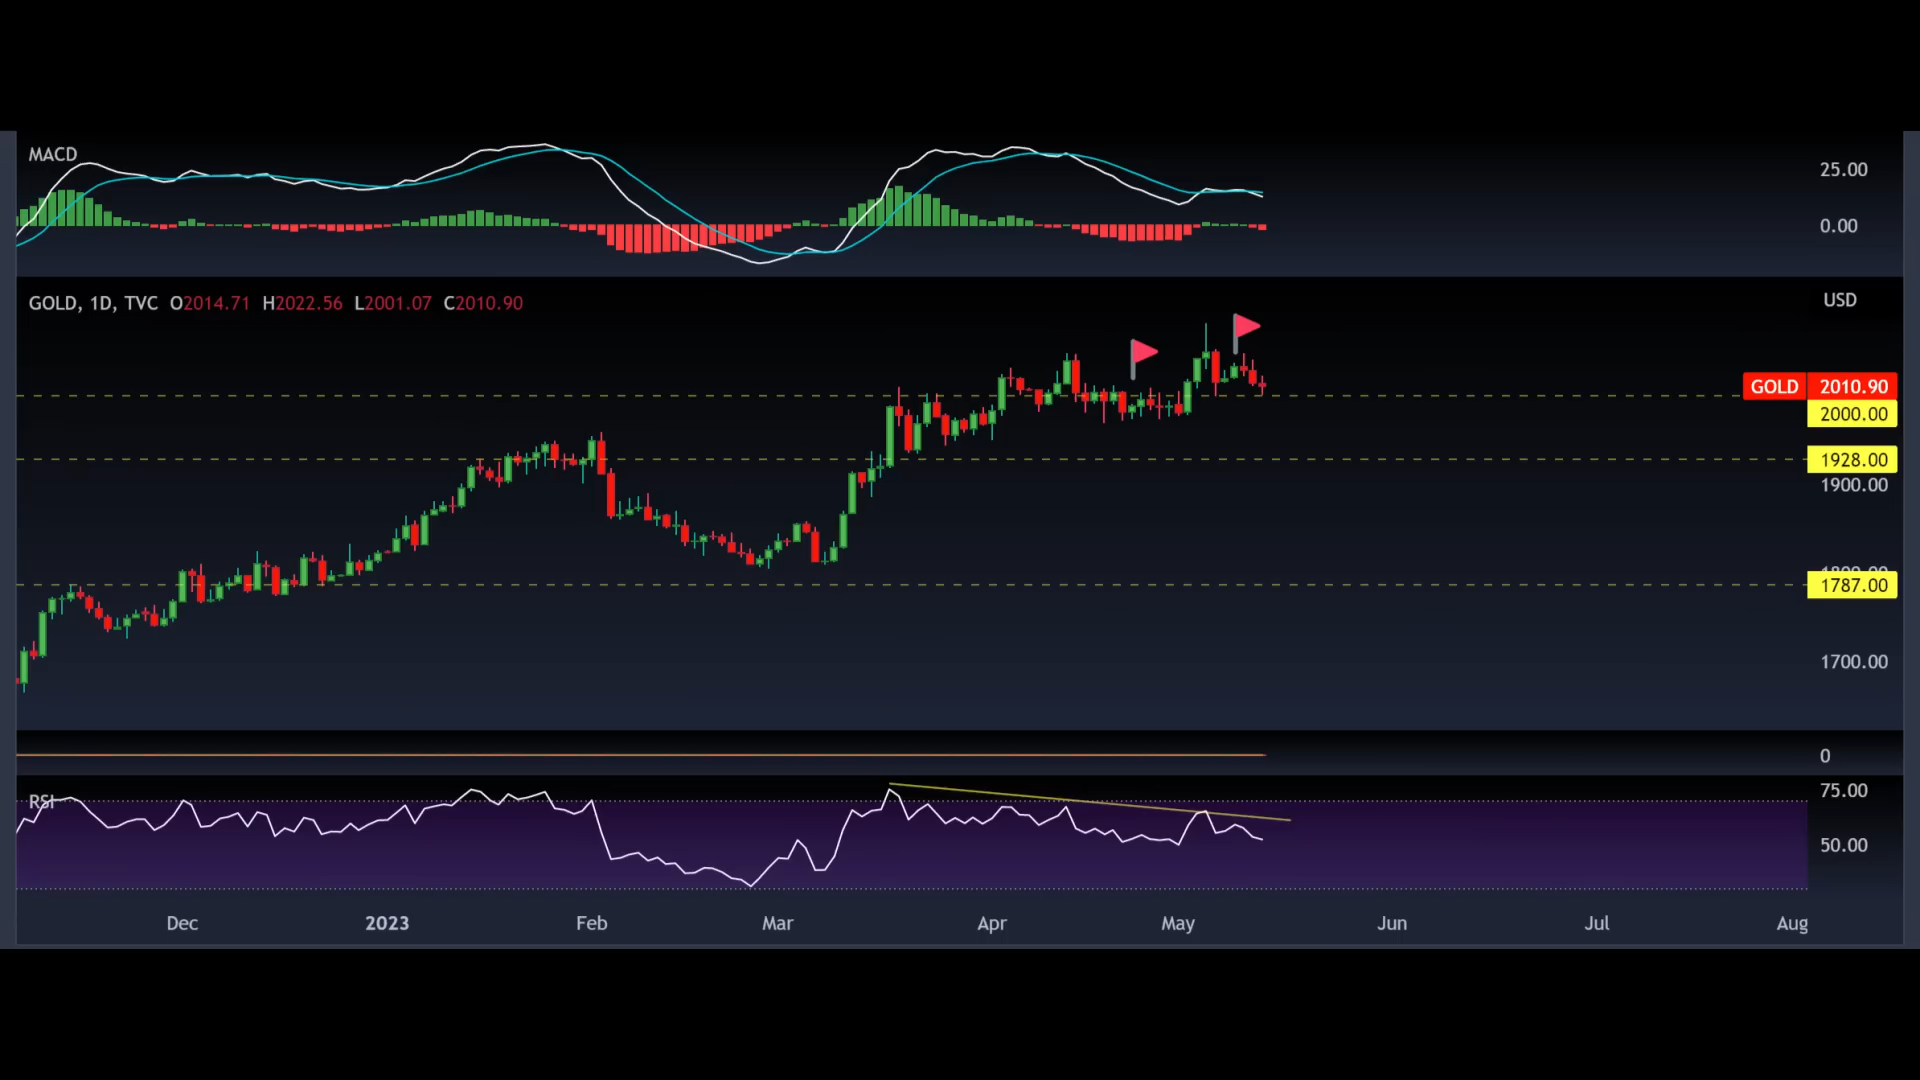 MACD
25.00
0.00
GOLD, 1D, TVC O2014.71 H2022.56 L2001.07 C2010.90
USD
GOLD 2010.90
2000.00
1928.00
1900.00
1787.00
1700.00
0
RSI
75.00
50.00
Dec 2023 Feb Mar Apr May Jun Jul Aug